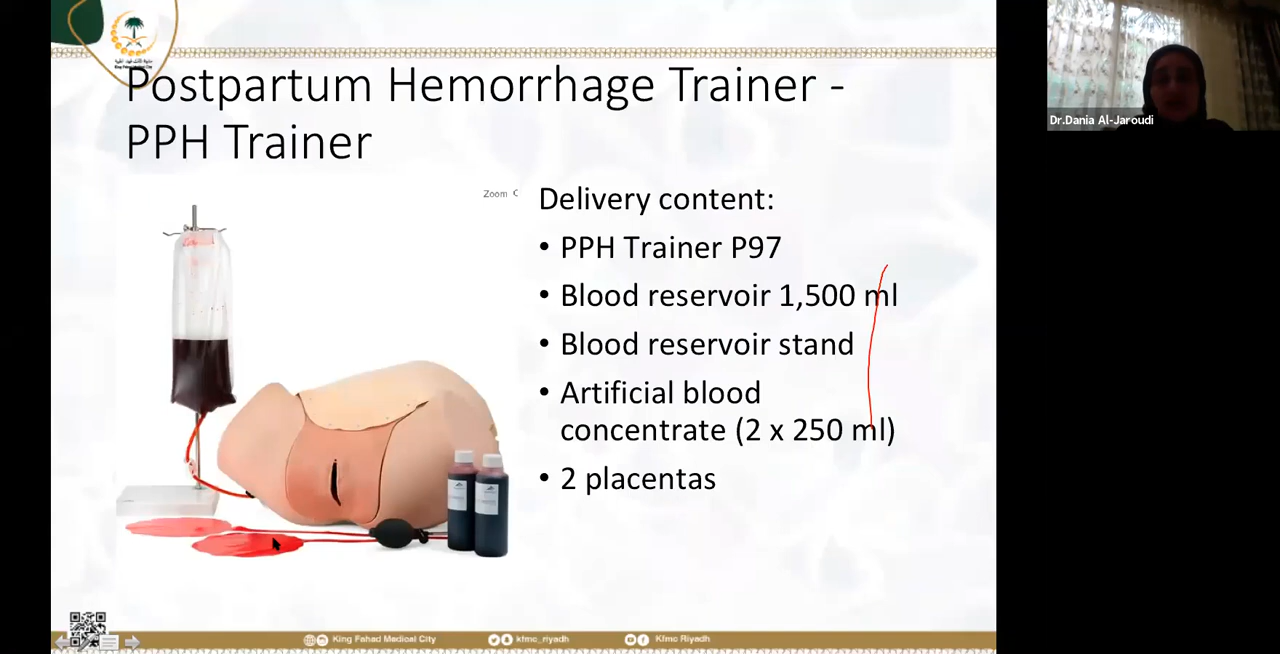 Postpartum Hemorrhage Trainer -
PPH Trainer
Dr.Dania Al-Jaroudi
Zoom
Delivery content:
• PPH Trainer P97
• Blood reservoir 1,500 ml
• Blood reservoir stand
• Artificial blood
concentrate (2 x 250 ml)
• 2 placentas
King Fahad Medical City
kfmc_riyadh
Kfmc Riyadh